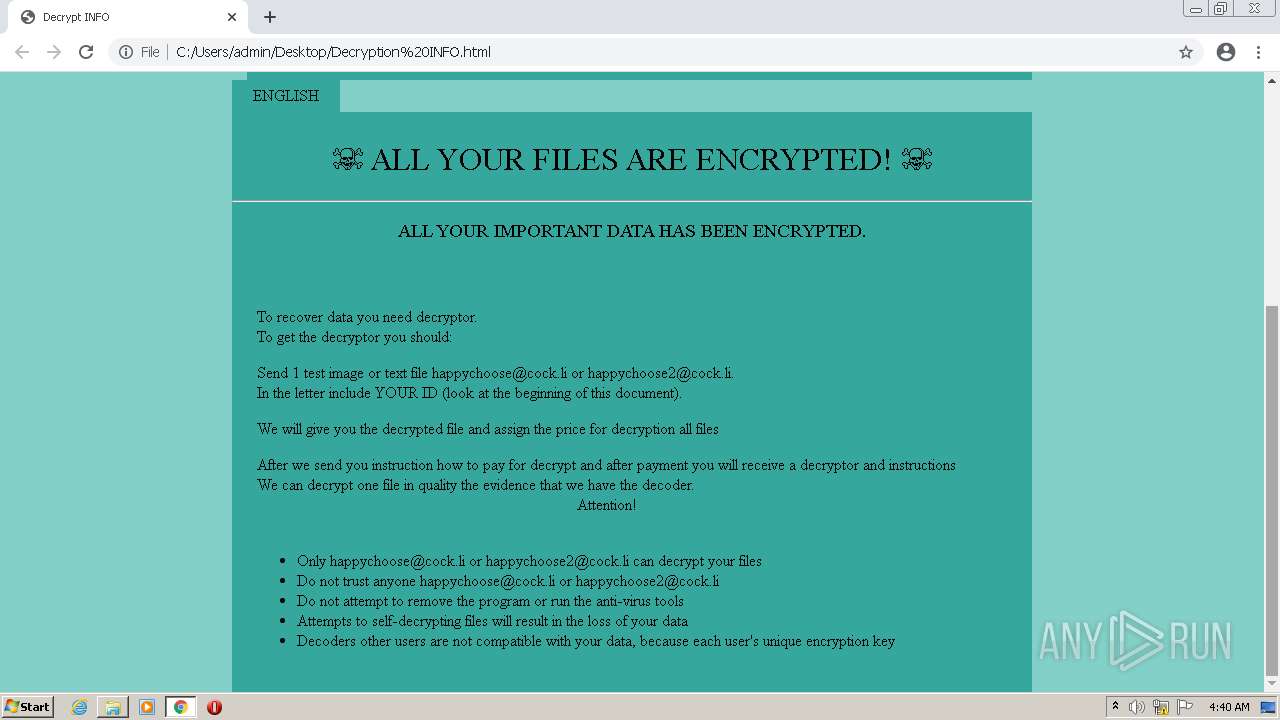 Decrypt INFO
File
C:/Users/admin/Desktop/Decryption%20INFO.html
ENGLISH
☠ ALL YOUR FILES ARE ENCRYPTED! ☠
ALL YOUR IMPORTANT DATA HAS BEEN ENCRYPTED.
To recover data you need decryptor.
To get the decryptor you should:
Send 1 test image or text file happychoose@cock.li or happychoose2@cock.li.
In the letter include YOUR ID (look at the beginning of this document).
We will give you the decrypted file and assign the price for decryption all files
After we send you instruction how to pay for decrypt and after payment you will receive a decryptor and instructions
We can decrypt one file in quality the evidence that we have the decoder.
Attention!
• Only happychoose@cock.li or happychoose2@cock.li can decrypt your files
• Do not trust anyone happychoose@cock.li or happychoose2@cock.li
• Do not attempt to remove the program or run the anti-virus tools
• Attempts to self-decrypting files will result in the loss of your data
• Decoders other users are not compatible with your data, because each user's unique encryption key
ANY RUN
Start
4:40 AM